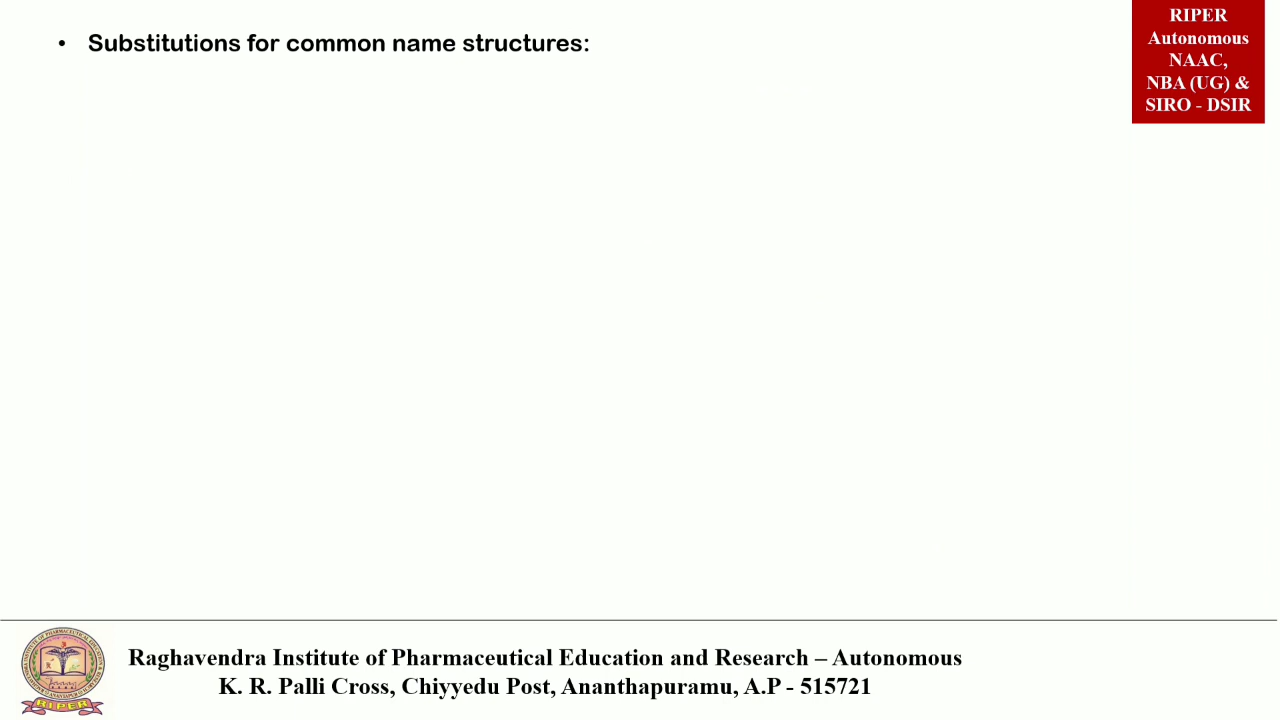 • Substitutions for common name structures:
RIPER
Autonomous
NAAC,
NBA (UG) &
SIRO - DSIR
Raghavendra Institute of Pharmaceutical Education and Research – Autonomous
K. R. Palli Cross, Chiyyedu Post, Ananthapuramu, A.P - 515721
RIPER